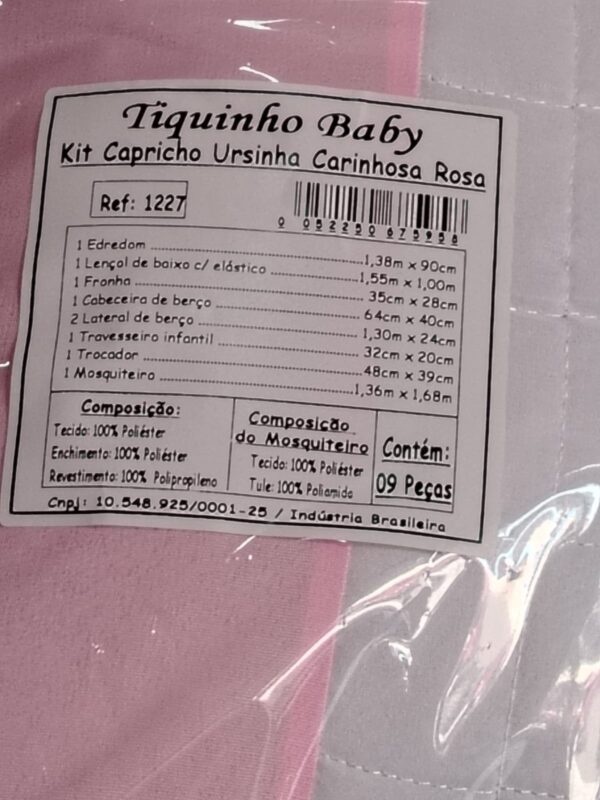 Tiquinho Baby
Kit Capricho Ursinha Carinhosa Rosa
Ref: 1227
0 052250 675958
1 Edredom ........................................ 1,38m x 90cm
1 Lençol de baixo c/ elástico .................... 1,55m x 1,00m
1 Fronha ......................................... 35cm x 28cm
1 Cabeceira de berço ............................. 64cm x 40cm
2 Lateral de berço ............................... 1,30m x 24cm
1 Travesseiro infantil ........................... 32cm x 20cm
1 Trocador ....................................... 48cm x 39cm
1 Mosquiteiro .................................... 1,36m x 1,68m
Composição:
Tecido: 100% Poliéster
Enchimento: 100% Poliéster
Revestimento: 100% Polipropileno
Composição
do Mosquiteiro
Tecido: 100% Poliéster
Tule: 100% Poliamida
Contém:
09 Peças
Cnpj: 10.548.925/0001-25 / Indústria Brasileira